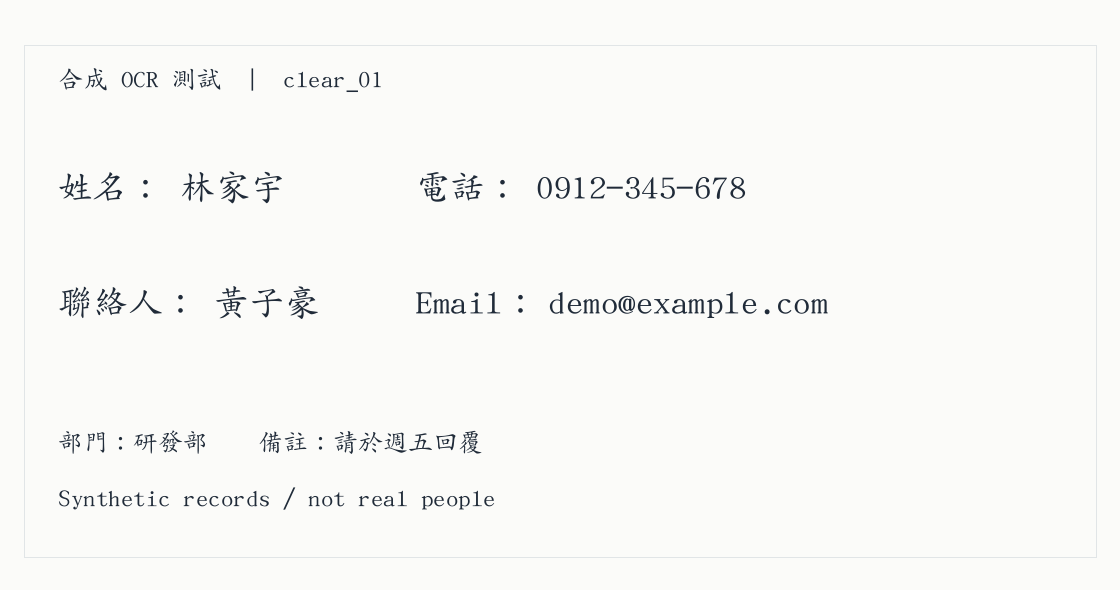 合成 OCR 測試 | clear_01
姓名： 林家宇 電話： 0912-345-678
聯絡人： 黃子豪 Email： demo@example.com
部門：研發部 備註：請於週五回覆
Synthetic records / not real people